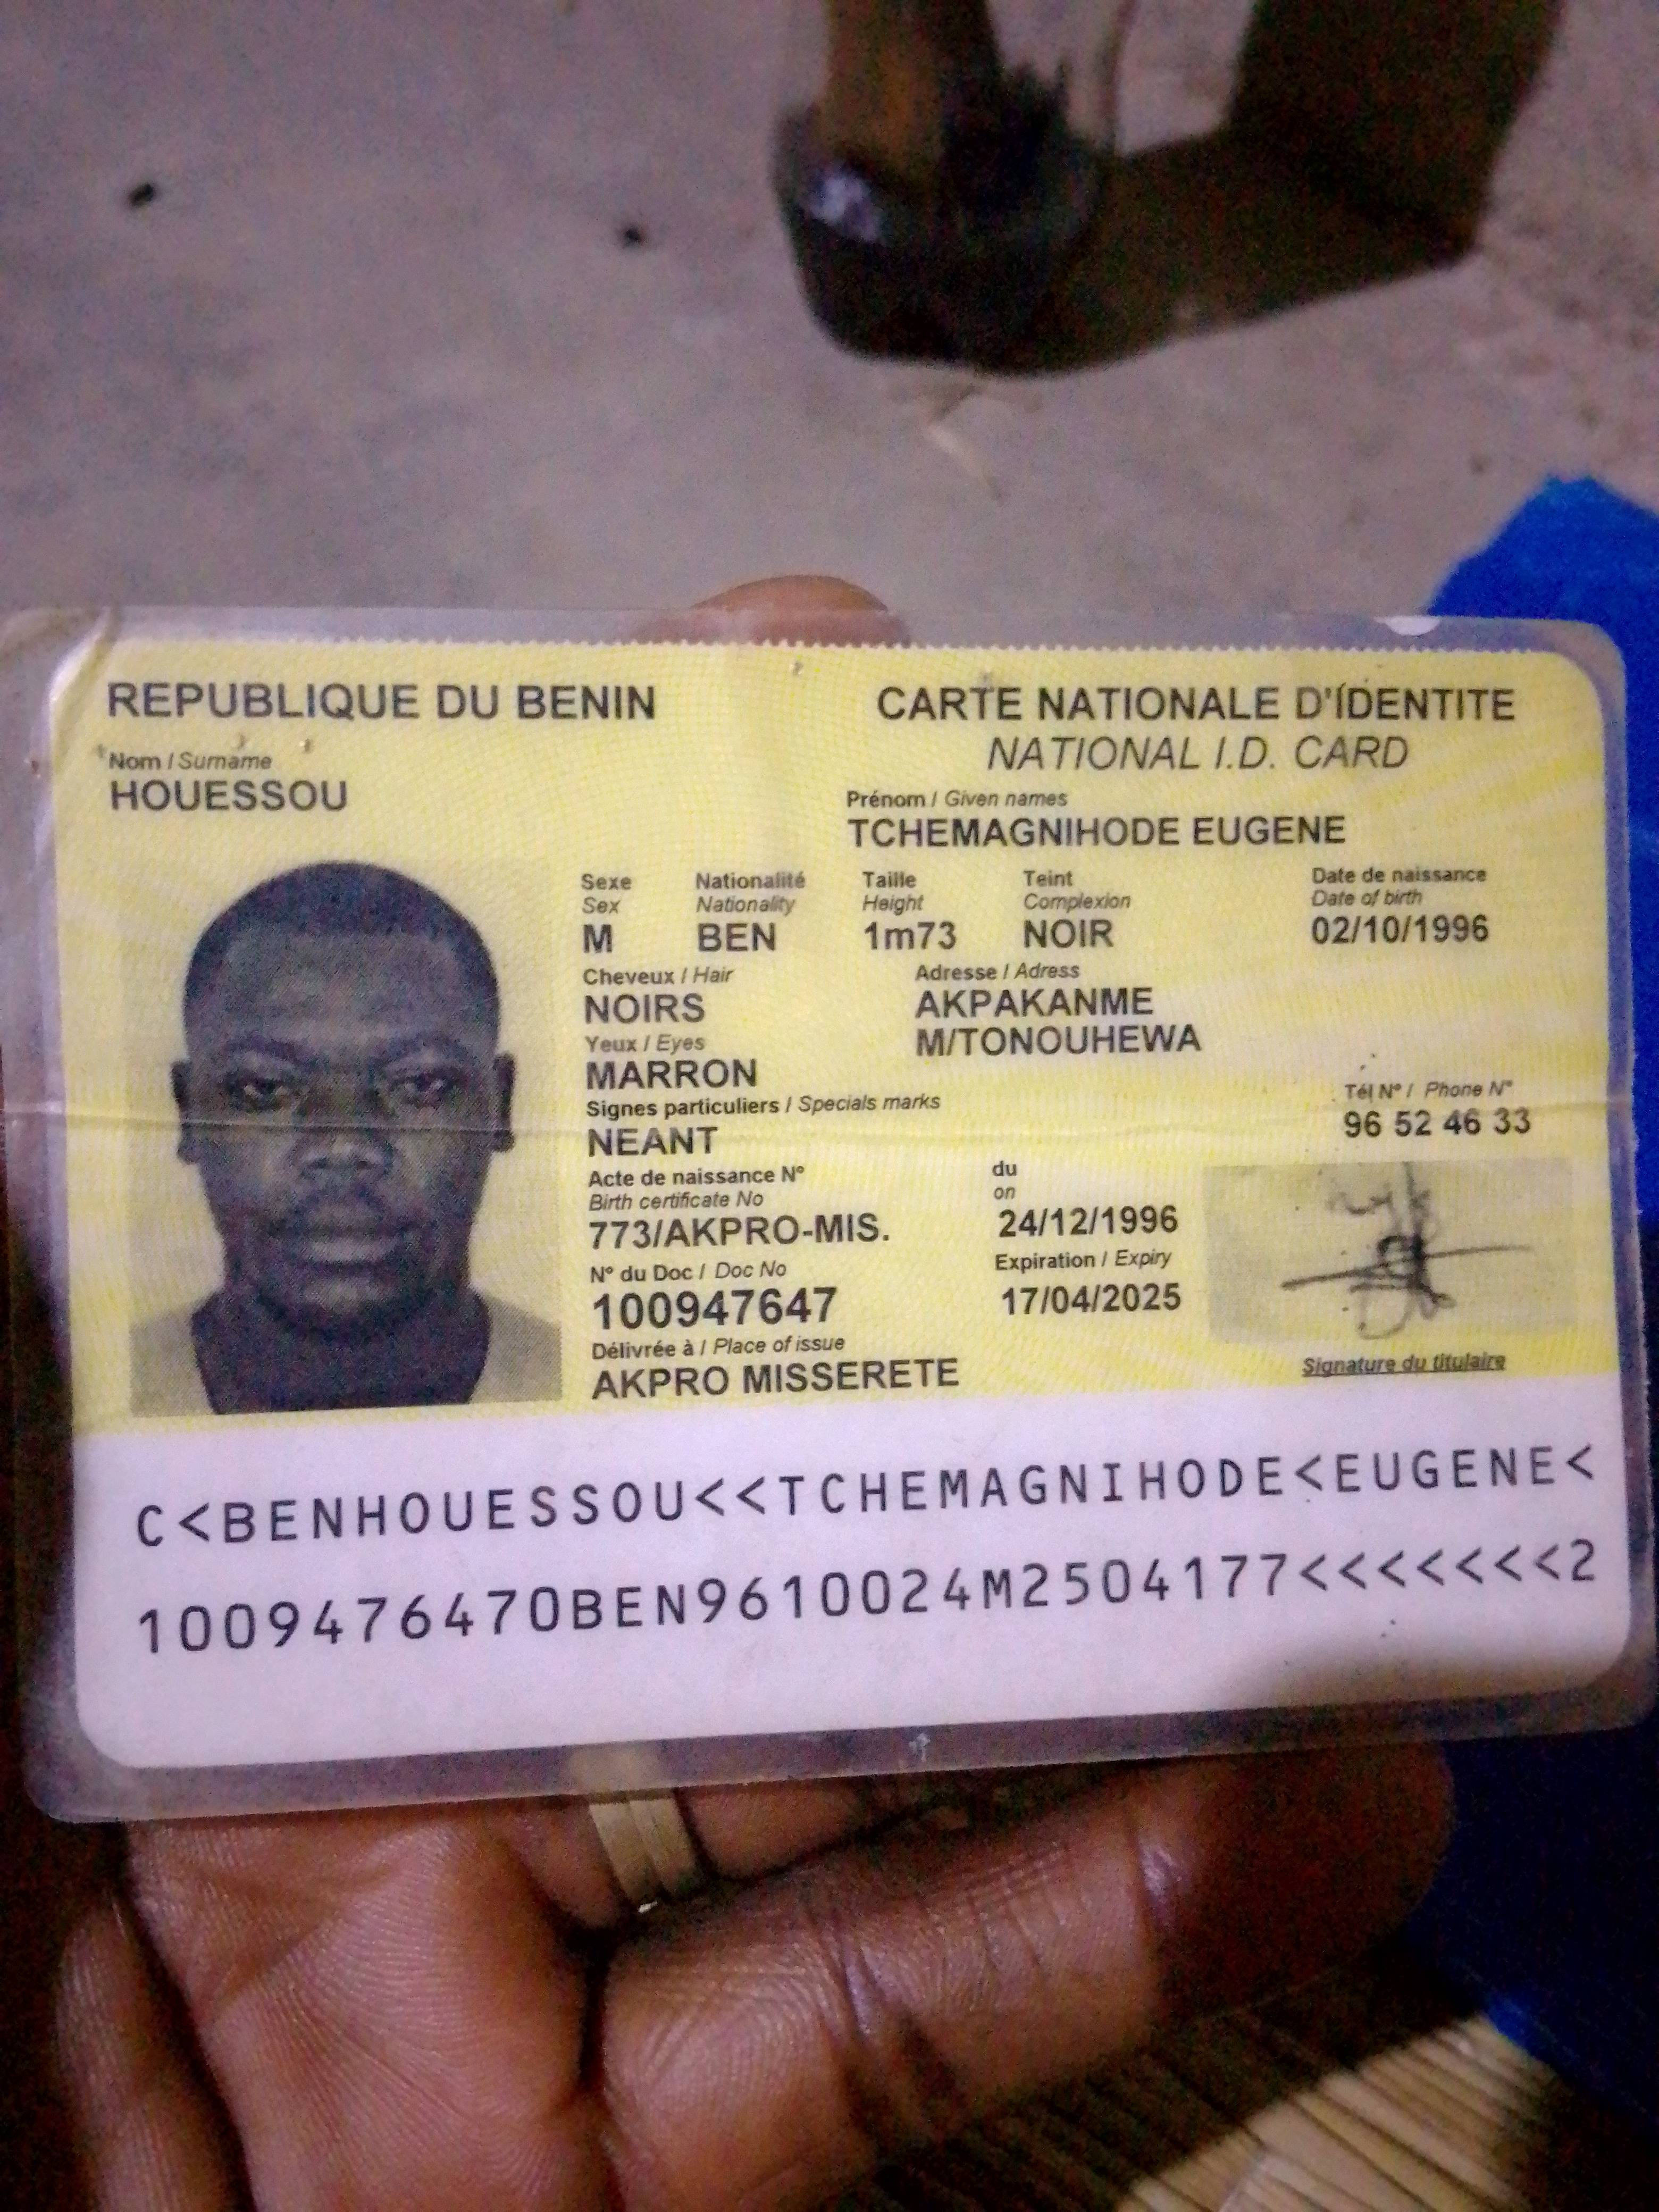 REPUBLIQUE DU BENIN
CARTE NATIONALE D'IDENTITE
NATIONAL I.D. CARD
Nom / Surname
HOUESSOU
Prénom / Given names
TCHEMAGNIHODE EUGENE
Sexe Nationalité Taille Teint Date de naissance
Sex Nationality Height Complexion Date of birth
M BEN 1m73 NOIR 02/10/1996
Cheveux / Hair Adresse / Adress
NOIRS AKPAKANME
Yeux / Eyes M/TONOUHEWA
MARRON
Signes particuliers / Specials marks Tél N° / Phone N°
NEANT 96 52 46 33
Acte de naissance N° du
Birth certificate No on
773/AKPRO-MIS. 24/12/1996
N° du Doc / Doc No Expiration / Expiry
100947647 17/04/2025
Délivrée à / Place of issue
AKPRO MISSERETE
Signature du titulaire
C<BENHOUESSOU<<TCHEMAGNIHODE<EUGENE<
1009476470BEN9610024M2504177<<<<<<<2